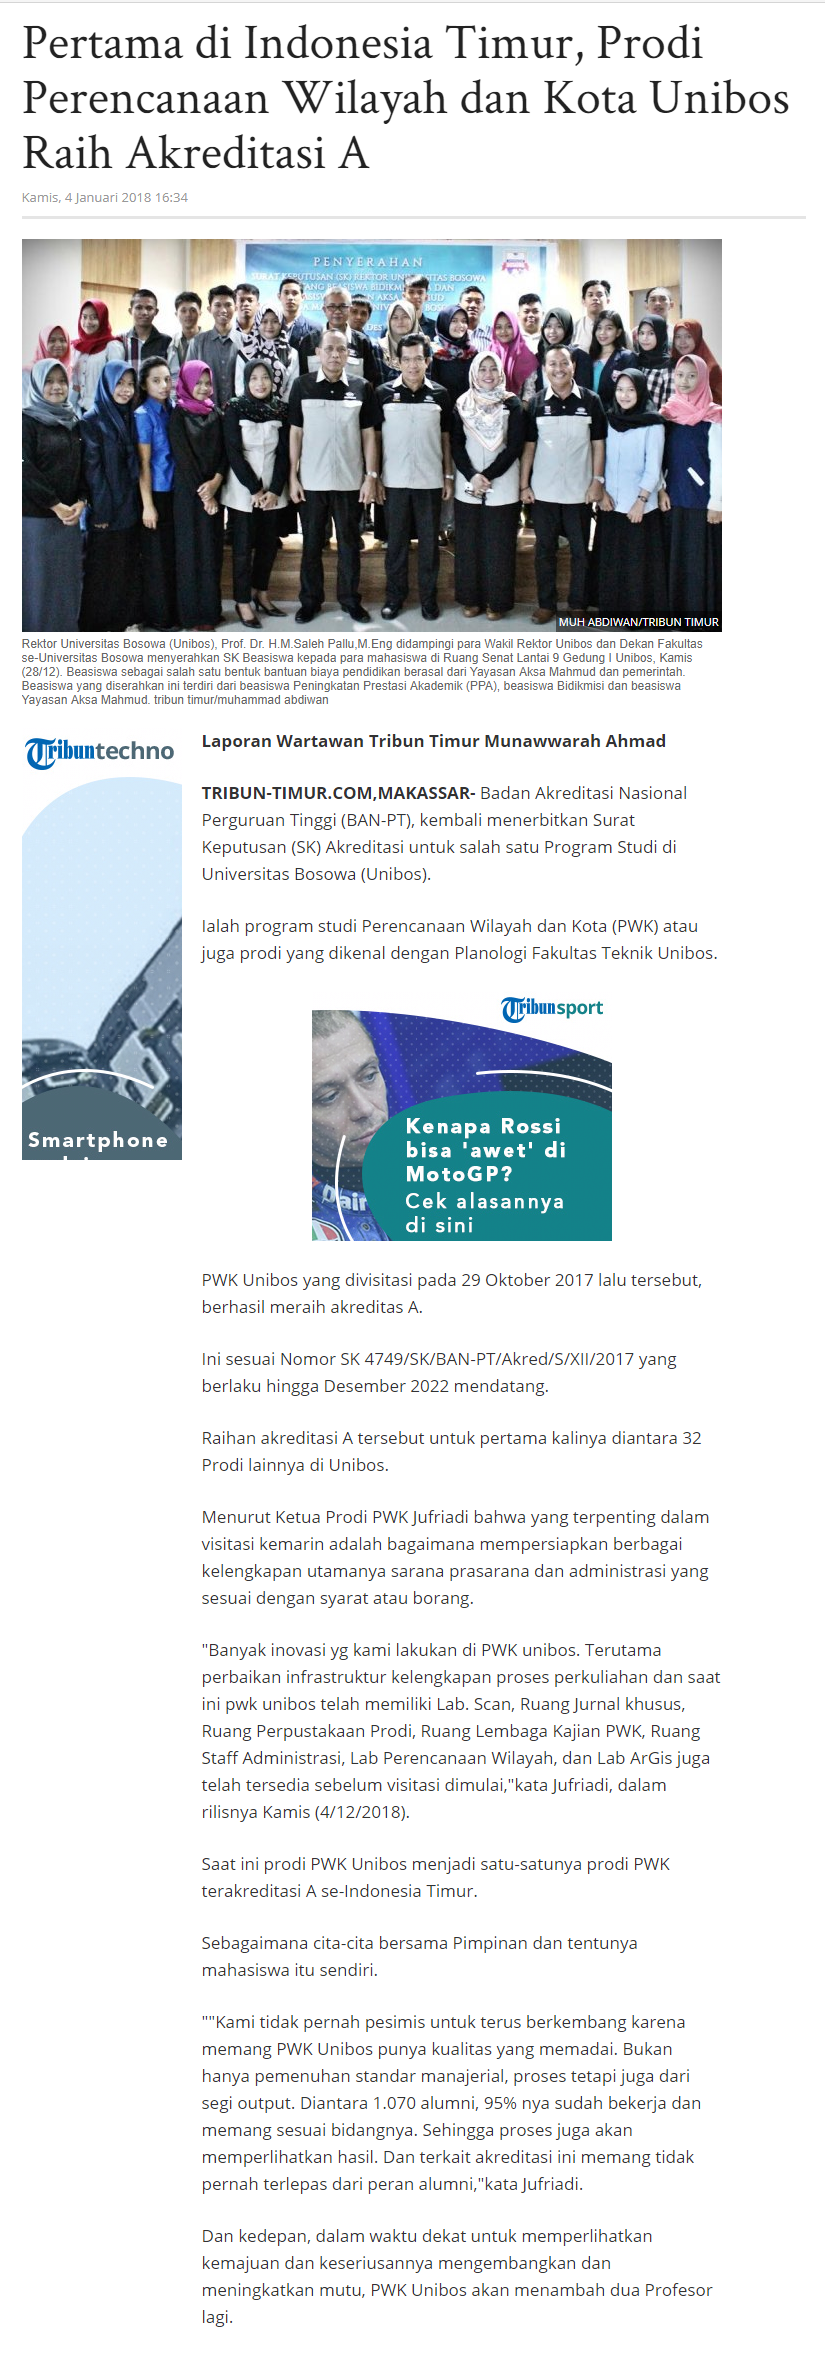 Pertama di Indonesia Timur, Prodi
Perencanaan Wilayah dan Kota Unibos
Raih Akreditasi A
Kamis, 4 Januari 2018 16:34
PENYERAHAN
SURAT KEPUTUSAN (SK) REKTOR UNIVERSITAS BOSOWA
MUH ABDIWAN/TRIBUN TIMUR
Rektor Universitas Bosowa (Unibos), Prof. Dr. H.M.Saleh Pallu,M.Eng didampingi para Wakil Rektor Unibos dan Dekan Fakultas
se-Universitas Bosowa menyerahkan SK Beasiswa kepada para mahasiswa di Ruang Senat Lantai 9 Gedung I Unibos, Kamis
(28/12). Beasiswa sebagai salah satu bentuk bantuan biaya pendidikan berasal dari Yayasan Aksa Mahmud dan pemerintah.
Beasiswa yang diserahkan ini terdiri dari beasiswa Peningkatan Prestasi Akademik (PPA), beasiswa Bidikmisi dan beasiswa
Yayasan Aksa Mahmud. tribun timur/muhammad abdiwan
Tribuntechno
Smartphone
Laporan Wartawan Tribun Timur Munawwarah Ahmad
TRIBUN-TIMUR.COM,MAKASSAR- Badan Akreditasi Nasional
Perguruan Tinggi (BAN-PT), kembali menerbitkan Surat
Keputusan (SK) Akreditasi untuk salah satu Program Studi di
Universitas Bosowa (Unibos).
Ialah program studi Perencanaan Wilayah dan Kota (PWK) atau
juga prodi yang dikenal dengan Planologi Fakultas Teknik Unibos.
Tribunsport
Kenapa Rossi
bisa 'awet' di
MotoGP?
Cek alasannya
di sini
PWK Unibos yang divisitasi pada 29 Oktober 2017 lalu tersebut,
berhasil meraih akreditas A.
Ini sesuai Nomor SK 4749/SK/BAN-PT/Akred/S/XII/2017 yang
berlaku hingga Desember 2022 mendatang.
Raihan akreditasi A tersebut untuk pertama kalinya diantara 32
Prodi lainnya di Unibos.
Menurut Ketua Prodi PWK Jufriadi bahwa yang terpenting dalam
visitasi kemarin adalah bagaimana mempersiapkan berbagai
kelengkapan utamanya sarana prasarana dan administrasi yang
sesuai dengan syarat atau borang.
"Banyak inovasi yg kami lakukan di PWK unibos. Terutama
perbaikan infrastruktur kelengkapan proses perkuliahan dan saat
ini pwk unibos telah memiliki Lab. Scan, Ruang Jurnal khusus,
Ruang Perpustakaan Prodi, Ruang Lembaga Kajian PWK, Ruang
Staff Administrasi, Lab Perencanaan Wilayah, dan Lab ArGis juga
telah tersedia sebelum visitasi dimulai,"kata Jufriadi, dalam
rilisnya Kamis (4/12/2018).
Saat ini prodi PWK Unibos menjadi satu-satunya prodi PWK
terakreditasi A se-Indonesia Timur.
Sebagaimana cita-cita bersama Pimpinan dan tentunya
mahasiswa itu sendiri.
""Kami tidak pernah pesimis untuk terus berkembang karena
memang PWK Unibos punya kualitas yang memadai. Bukan
hanya pemenuhan standar manajerial, proses tetapi juga dari
segi output. Diantara 1.070 alumni, 95% nya sudah bekerja dan
memang sesuai bidangnya. Sehingga proses juga akan
memperlihatkan hasil. Dan terkait akreditasi ini memang tidak
pernah terlepas dari peran alumni,"kata Jufriadi.
Dan kedepan, dalam waktu dekat untuk memperlihatkan
kemajuan dan keseriusannya mengembangkan dan
meningkatkan mutu, PWK Unibos akan menambah dua Profesor
lagi.